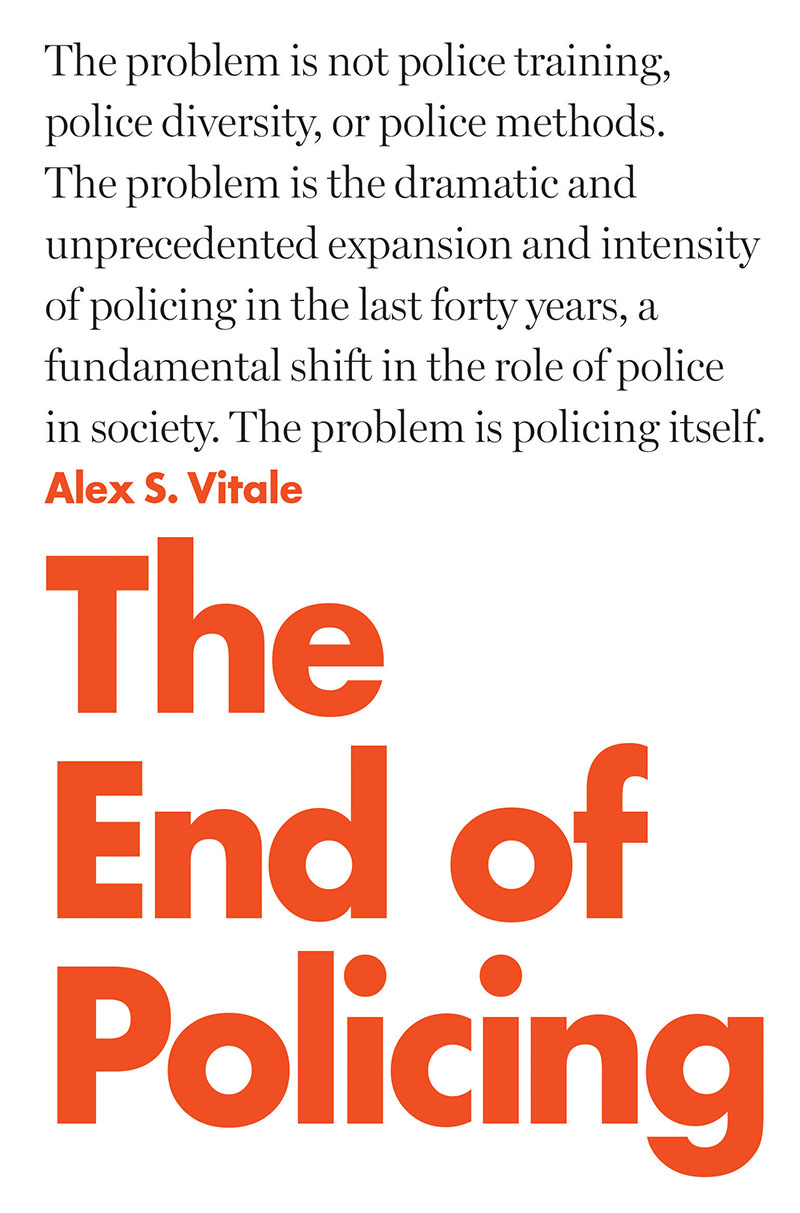 The problem is not police training,
police diversity, or police methods.
The problem is the dramatic and
unprecedented expansion and intensity
of policing in the last forty years, a
fundamental shift in the role of police
in society. The problem is policing itself.
Alex S. Vitale
The
End of
Policing